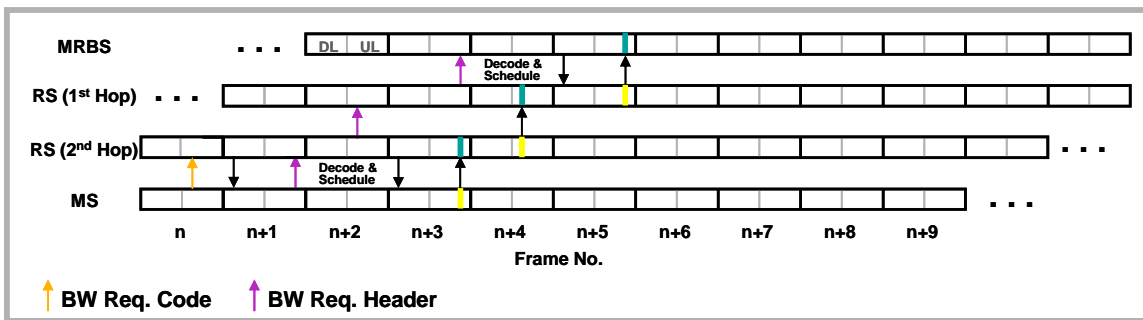 MRBS
. . .
DL UL
Decode &
Schedule
RS (1st Hop)
. . .
RS (2nd Hop)
. . .
Decode &
Schedule
MS
. . .
n n+1 n+2 n+3 n+4 n+5 n+6 n+7 n+8 n+9
Frame No.
BW Req. Code BW Req. Header